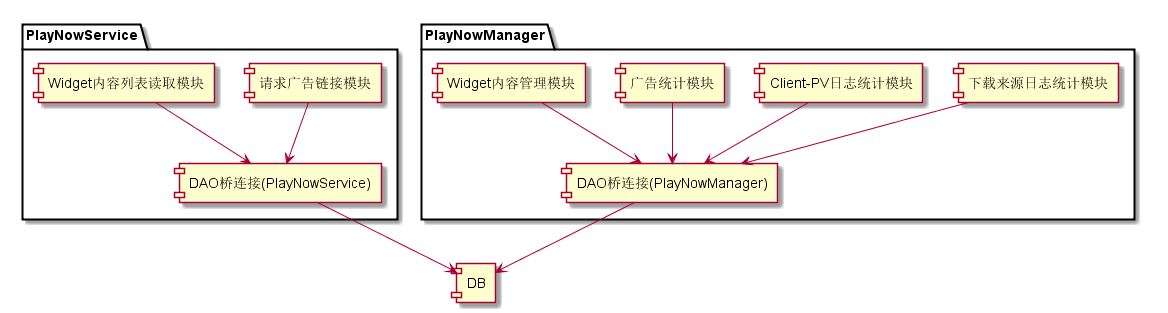 PlayNowService
PlayNowManager
Widget内容列表读取模块
请求广告链接模块
Widget内容管理模块
广告统计模块
Client-PV日志统计模块
下载来源日志统计模块
DAO桥连接(PlayNowService)
DAO桥连接(PlayNowManager)
DB